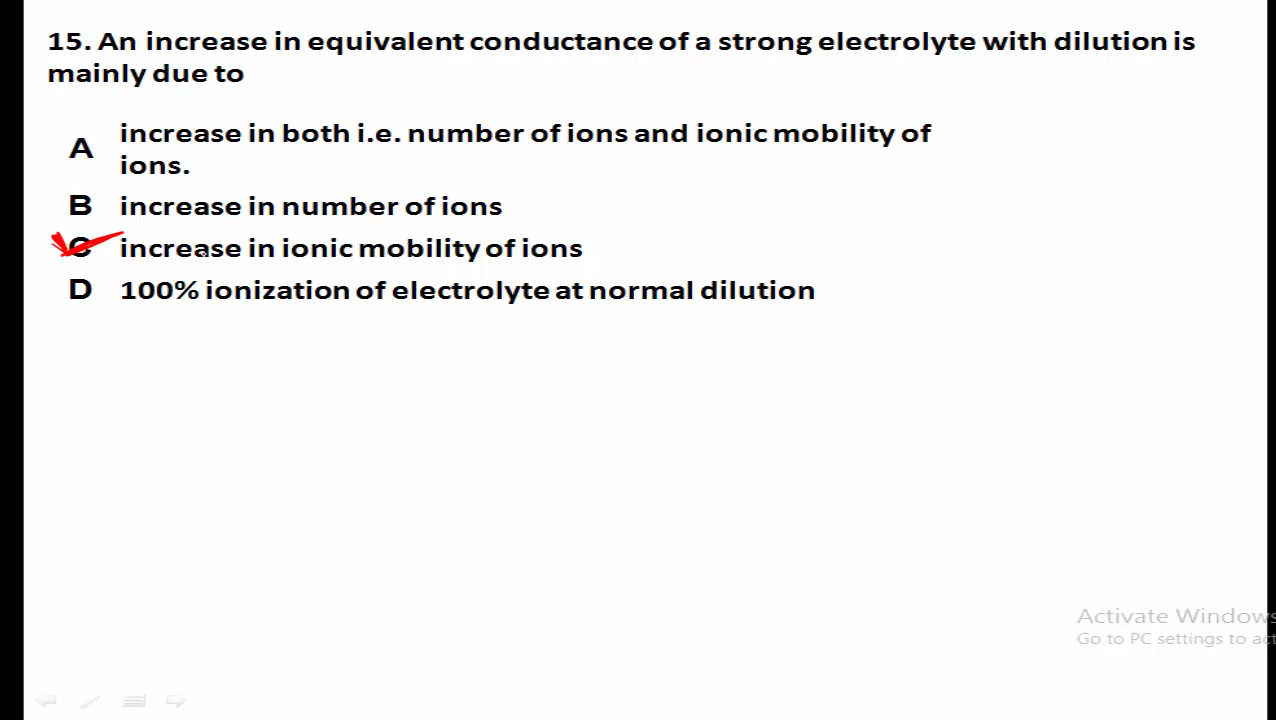 15. An increase in equivalent conductance of a strong electrolyte with dilution is
mainly due to
A increase in both i.e. number of ions and ionic mobility of
ions.
B increase in number of ions
C increase in ionic mobility of ions
D 100% ionization of electrolyte at normal dilution
Activate Windows
Go to PC settings to act